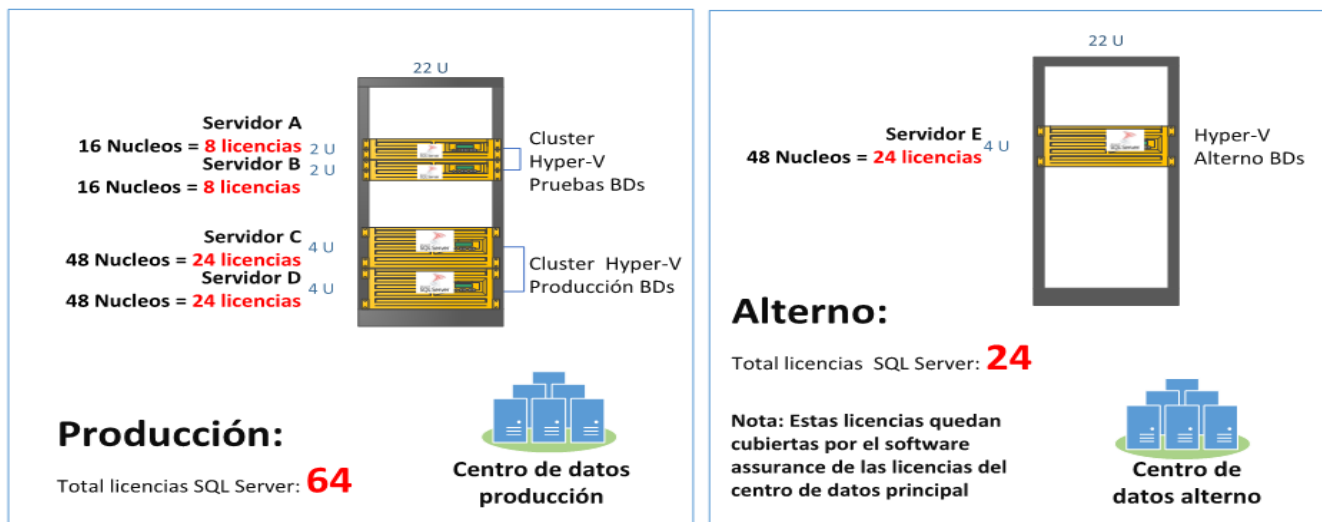 22 U
Servidor A
16 Nucleos = 8 licencias
2 U
Servidor B
2 U
16 Nucleos = 8 licencias
Cluster
Hyper-V
Pruebas BDs
Servidor C
4 U
48 Nucleos = 24 licencias
SQL Server
Servidor D
4 U
48 Nucleos = 24 licencias
SQL Server
Cluster Hyper-V
Producción BDs
Producción:
Total licencias SQL Server: 64
Centro de datos
producción
22 U
Servidor E
4 U
48 Nucleos = 24 licencias
Hyper-V
Alterno BDs
Alterno:
Total licencias SQL Server: 24
Nota: Estas licencias quedan
cubiertas por el software
assurance de las licencias del
centro de datos principal
Centro de
datos alterno